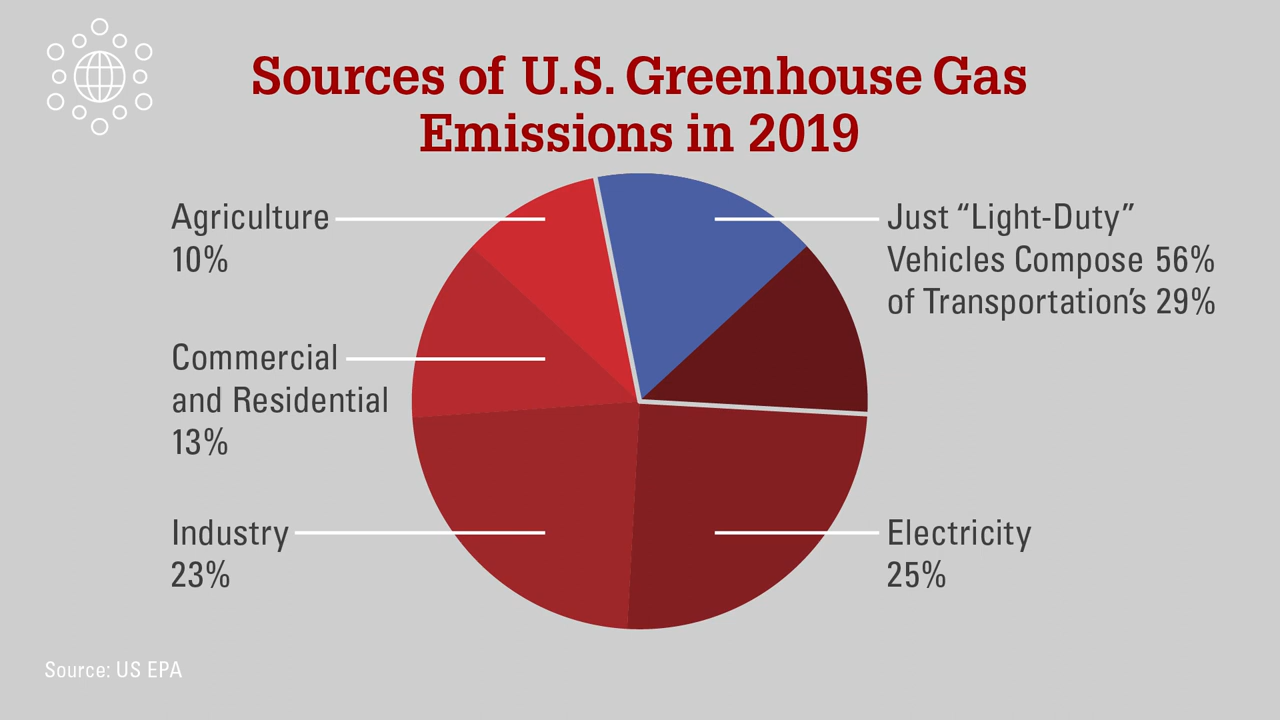 Sources of U.S. Greenhouse Gas
Emissions in 2019
Agriculture
10%
Commercial
and Residential
13%
Industry
23%
Just “Light-Duty”
Vehicles Compose 56%
of Transportation’s 29%
Electricity
25%
Source: US EPA